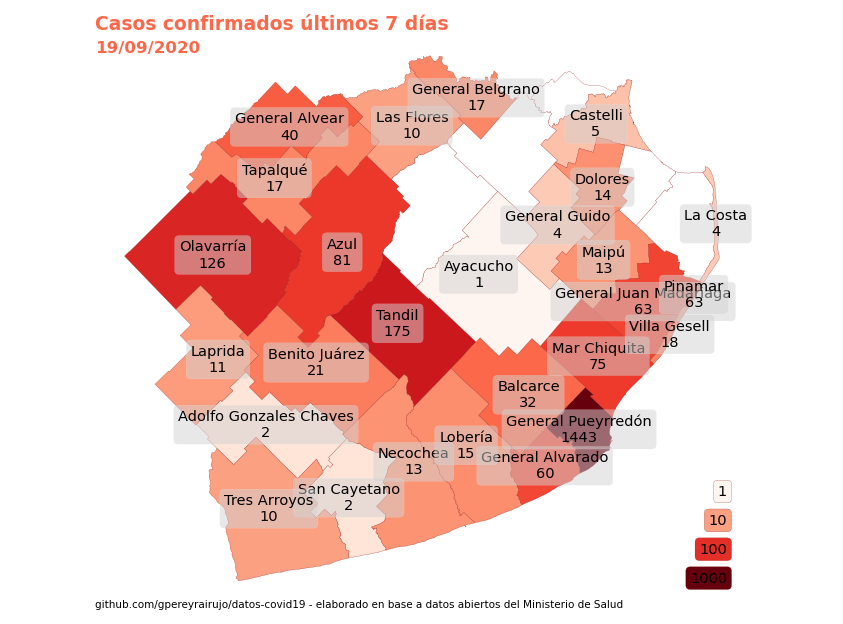 Casos confirmados últimos 7 días
19/09/2020
General Belgrano
17
General Alvear
40
Las Flores
10
Castelli
5
Tapalqué
17
Dolores
14
General Guido
4
La Costa
4
Olavarría
126
Azul
81
Maipú
13
Ayacucho
1
General Juan Madariaga
63
Pinamar
63
Tandil
175
Villa Gesell
18
Laprida
11
Benito Juárez
21
Mar Chiquita
75
Balcarce
32
Adolfo Gonzales Chaves
2
General Pueyrredón
1443
Lobería
15
Necochea
13
General Alvarado
60
San Cayetano
2
Tres Arroyos
10
1
10
100
1000
github.com/gpereyrairujo/datos-covid19 - elaborado en base a datos abiertos del Ministerio de Salud